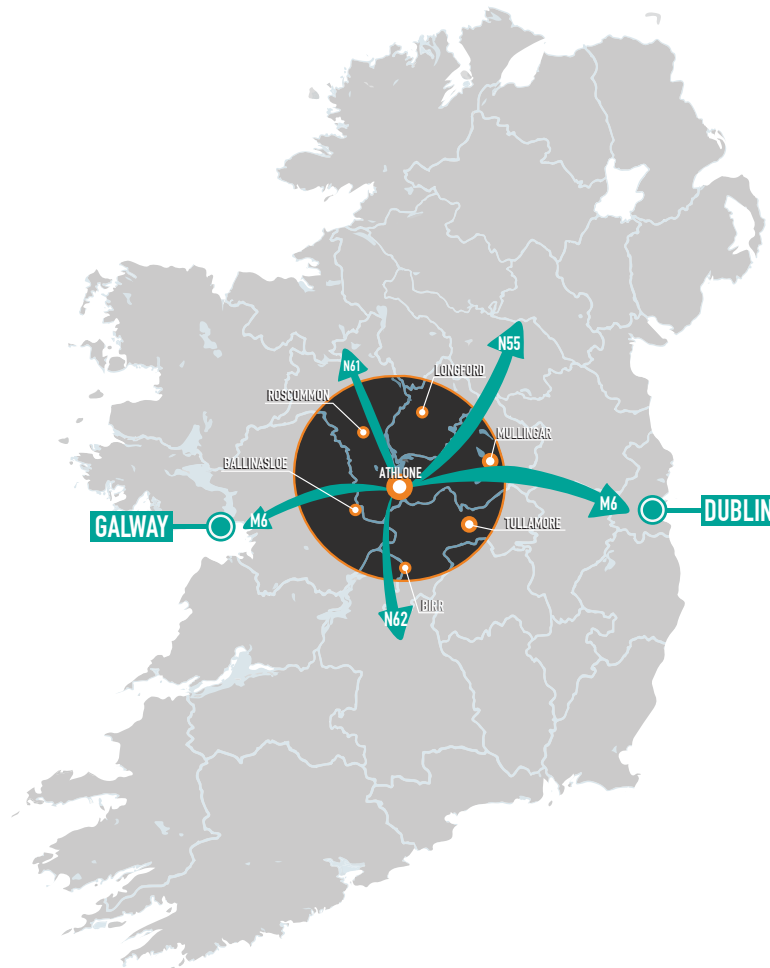 N55
N61
LONGFORD
ROSCOMMON
MULLINGAR
BALLINASLOE
ATHLONE
M6
M6
GALWAY
DUBLIN
TULLAMORE
BIRR
N62